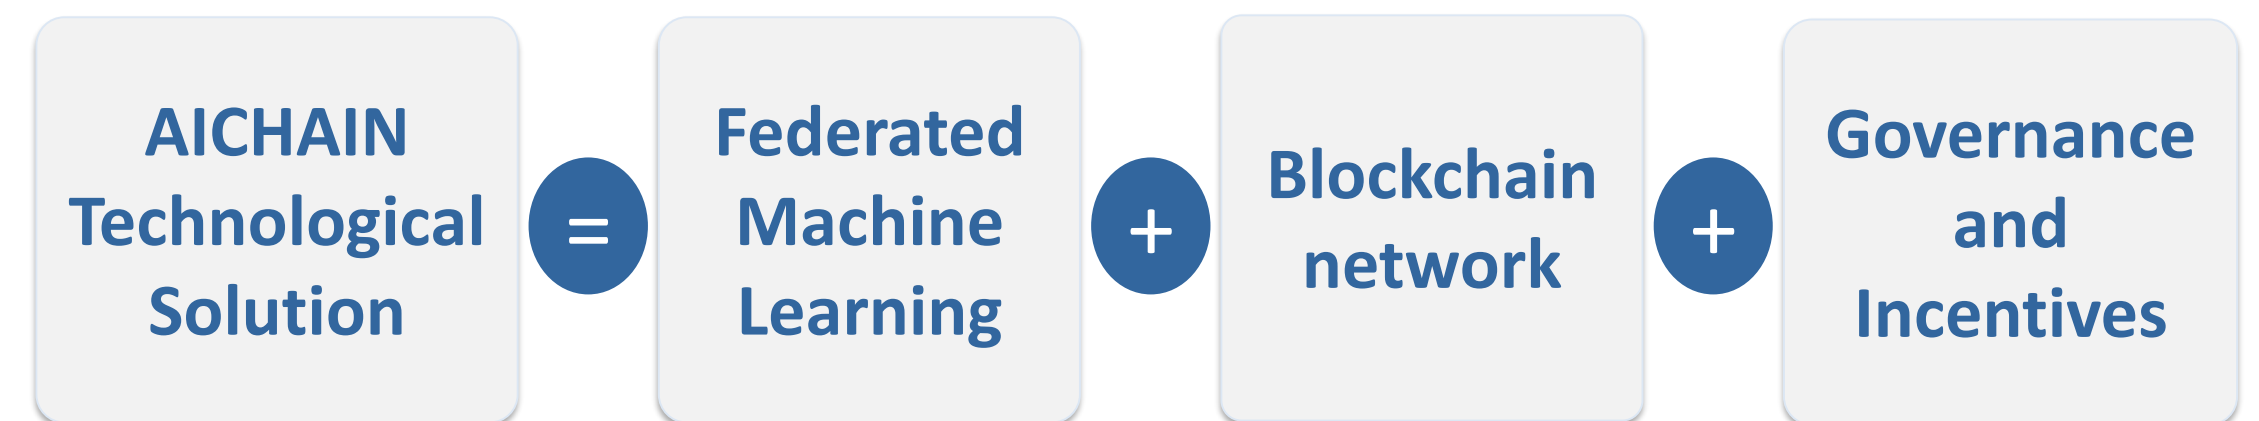 AICHAIN
Technological
Solution
=
Federated
Machine
Learning
+
Blockchain
network
+
Governance
and
Incentives